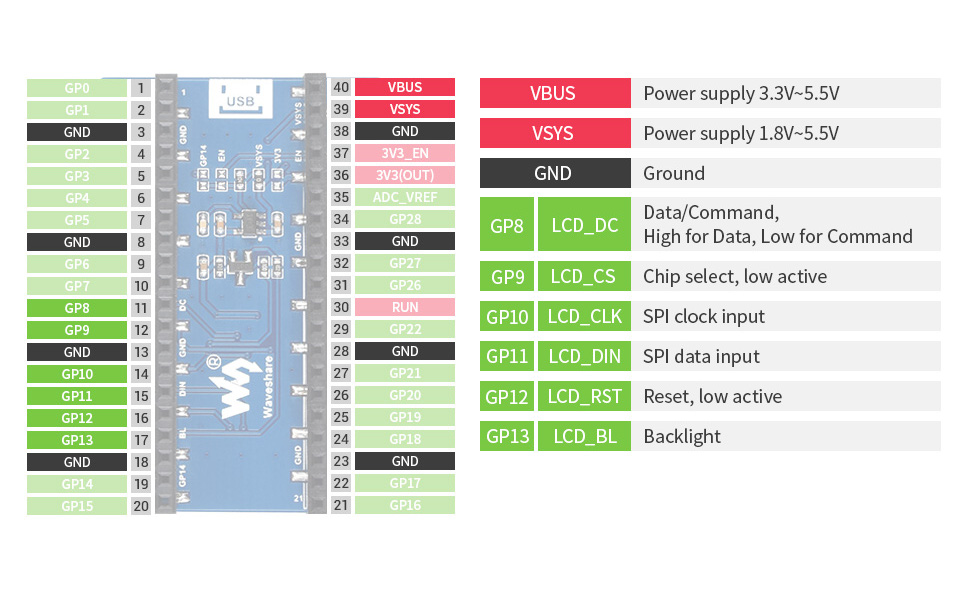 GP0 1 40 VBUS
GP1 2 39 VSYS
GND 3 38 GND
GP2 4 37 3V3_EN
GP3 5 36 3V3(OUT)
GP4 6 35 ADC_VREF
GP5 7 34 GP28
GND 8 33 GND
GP6 9 32 GP27
GP7 10 31 GP26
GP8 11 30 RUN
GP9 12 29 GP22
GND 13 28 GND
GP10 14 27 GP21
GP11 15 26 GP20
GP12 16 25 GP19
GP13 17 24 GP18
GND 18 23 GND
GP14 19 22 GP17
GP15 20 21 GP16
1
USB
VSYS
GND
GP14
EN
VSYS
3V3
EN
GND
DC
GND
DIN
BL
GP14
GND
21
®
Waveshare
VBUS Power supply 3.3V~5.5V
VSYS Power supply 1.8V~5.5V
GND Ground
GP8 LCD_DC Data/Command,
High for Data, Low for Command
GP9 LCD_CS Chip select, low active
GP10 LCD_CLK SPI clock input
GP11 LCD_DIN SPI data input
GP12 LCD_RST Reset, low active
GP13 LCD_BL Backlight